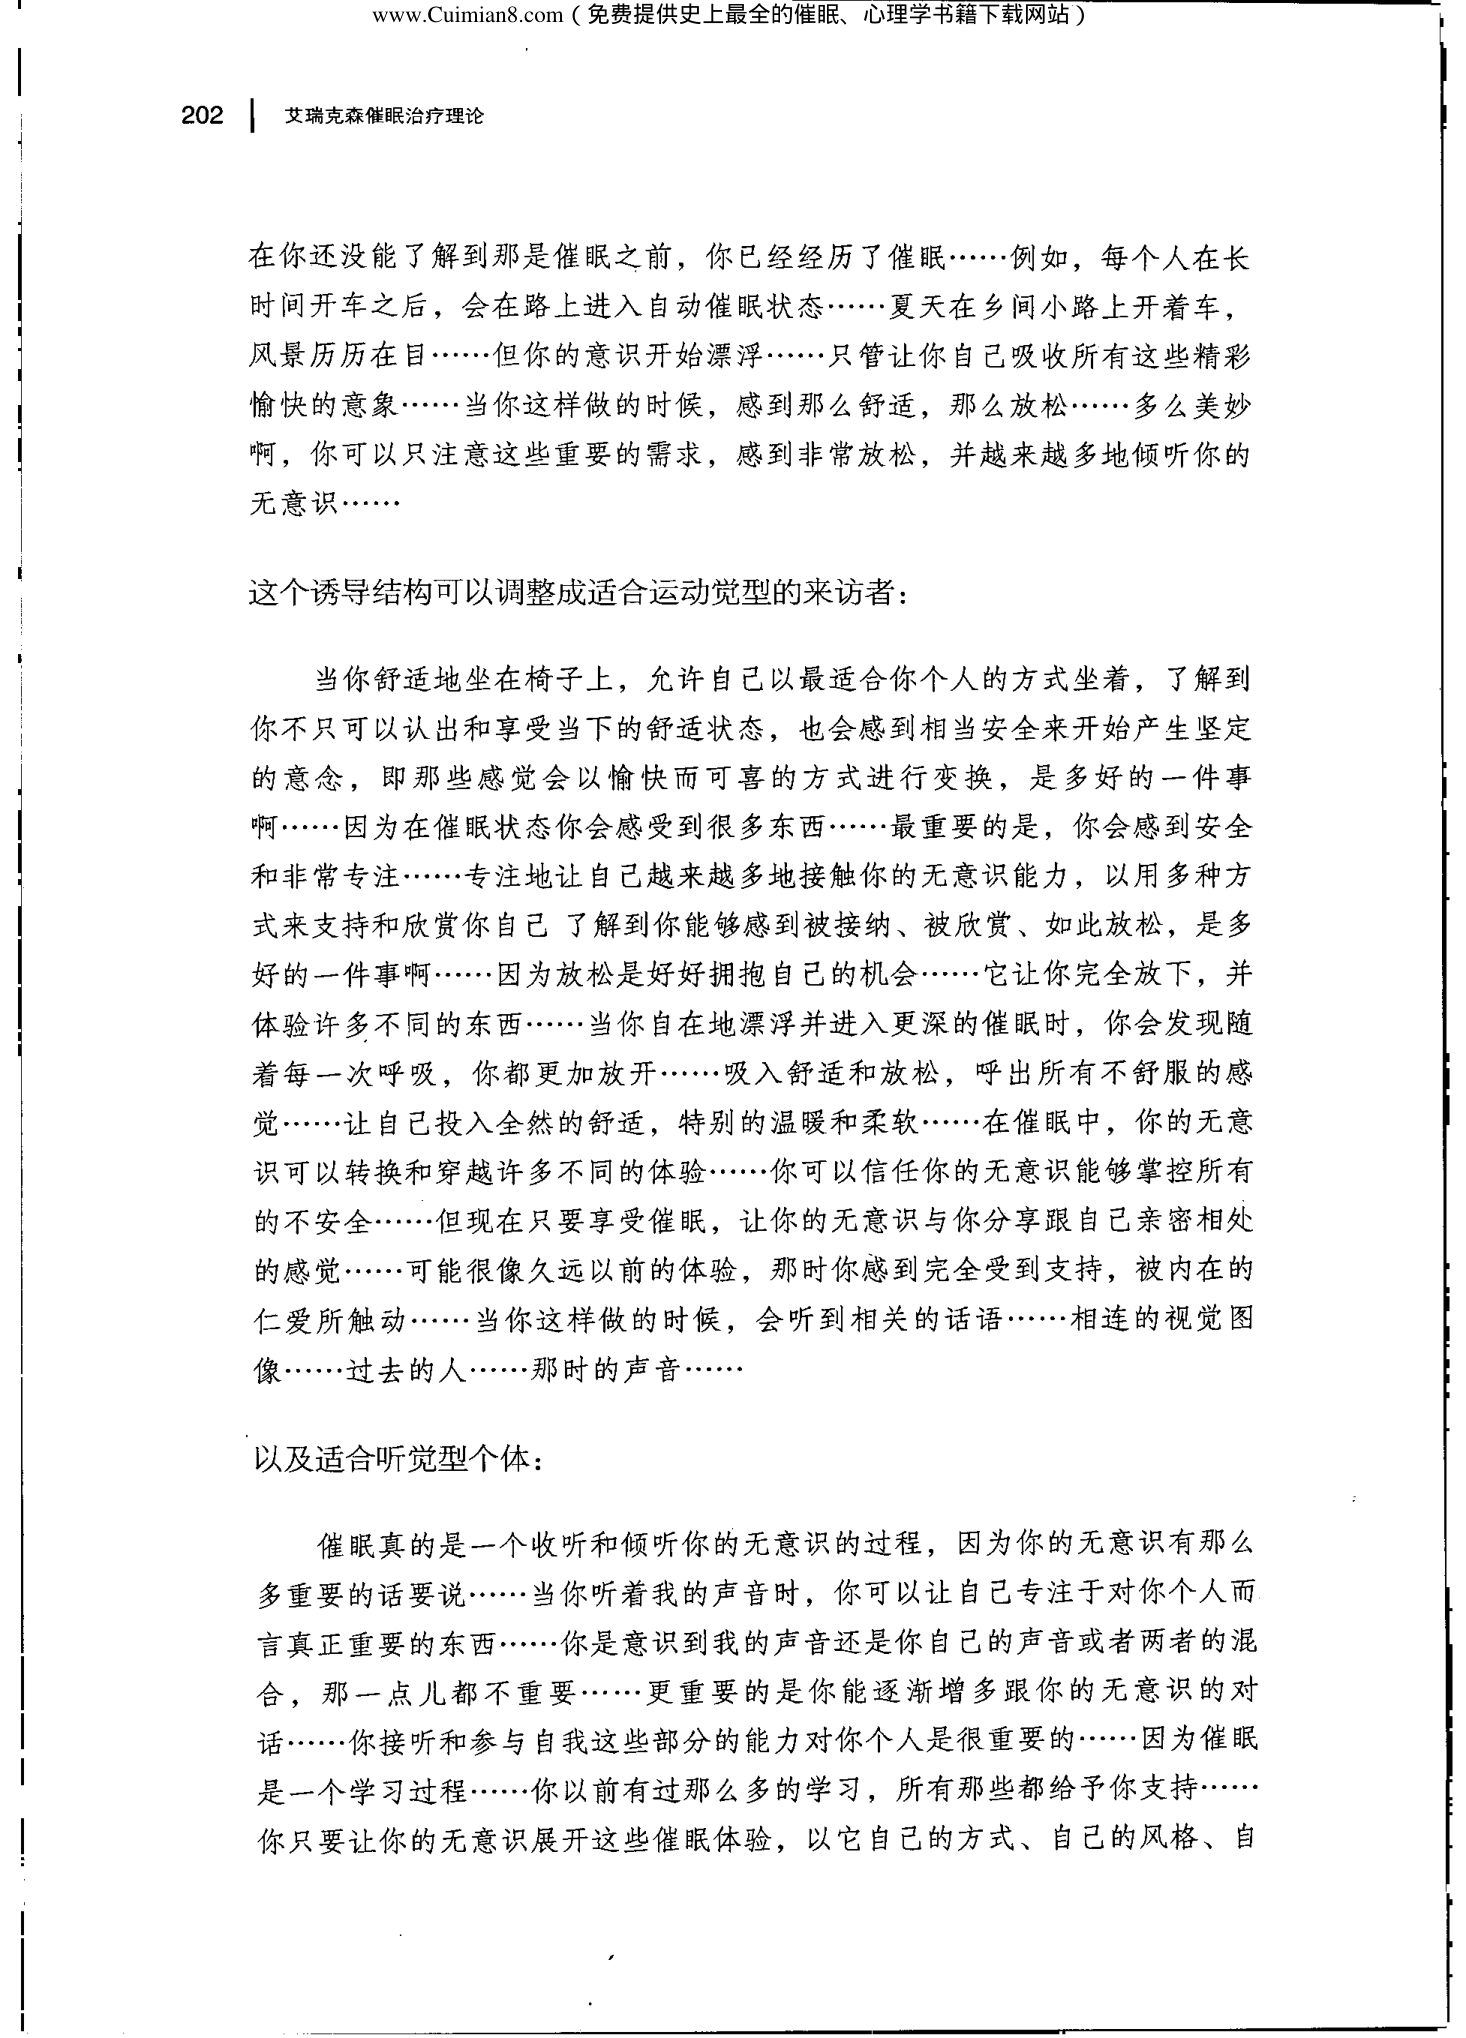 www.Cuimian8.com（免费提供史上最全的催眠、心理学书籍下载网站）
202 艾瑞克森催眠治疗理论
在你还没能了解到那是催眠之前，你已经经历了催眠……例如，每个人在长
时间开车之后，会在路上进入自动催眠状态……夏天在乡间小路上开着车，
风景历历在目……但你的意识开始漂浮……只管让你自己吸收所有这些精彩
愉快的意象……当你这样做的时候，感到那么舒适，那么放松……多么美妙
啊，你可以只注意这些重要的需求，感到非常放松，并越来越多地倾听你的
无意识……
这个诱导结构可以调整成适合运动觉型的来访者：
当你舒适地坐在椅子上，允许自己以最适合你个人的方式坐着，了解到
你不只可以认出和享受当下的舒适状态，也会感到相当安全来开始产生坚定
的意念，即那些感觉会以愉快而可喜的方式进行变换，是多好的一件事
啊……因为在催眠状态你会感受到很多东西……最重要的是，你会感到安全
和非常专注……专注地让自己越来越多地接触你的无意识能力，以用多种方
式来支持和欣赏你自己 了解到你能够感到被接纳、被欣赏、如此放松，是多
好的一件事啊……因为放松是好好拥抱自己的机会……它让你完全放下，并
体验许多不同的东西……当你自在地漂浮并进入更深的催眠时，你会发现随
着每一次呼吸，你都更加放开……吸入舒适和放松，呼出所有不舒服的感
觉……让自己投入全然的舒适，特别的温暖和柔软……在催眠中，你的无意
识可以转换和穿越许多不同的体验……你可以信任你的无意识能够掌控所有
的不安全……但现在只要享受催眠，让你的无意识与你分享跟自己亲密相处
的感觉……可能很像久远以前的体验，那时你感到完全受到支持，被内在的
仁爱所触动……当你这样做的时候，会听到相关的话语……相连的视觉图
像……过去的人……那时的声音……
以及适合听觉型个体：
催眠真的是一个收听和倾听你的无意识的过程，因为你的无意识有那么
多重要的话要说……当你听着我的声音时，你可以让自己专注于对你个人而
言真正重要的东西……你是意识到我的声音还是你自己的声音或者两者的混
合，那一点儿都不重要……更重要的是你能逐渐增多跟你的无意识的对
话……你接听和参与自我这些部分的能力对你个人是很重要的……因为催眠
是一个学习过程……你以前有过那么多的学习，所有那些都给予你支持……
你只要让你的无意识展开这些催眠体验，以它自己的方式、自己的风格、自